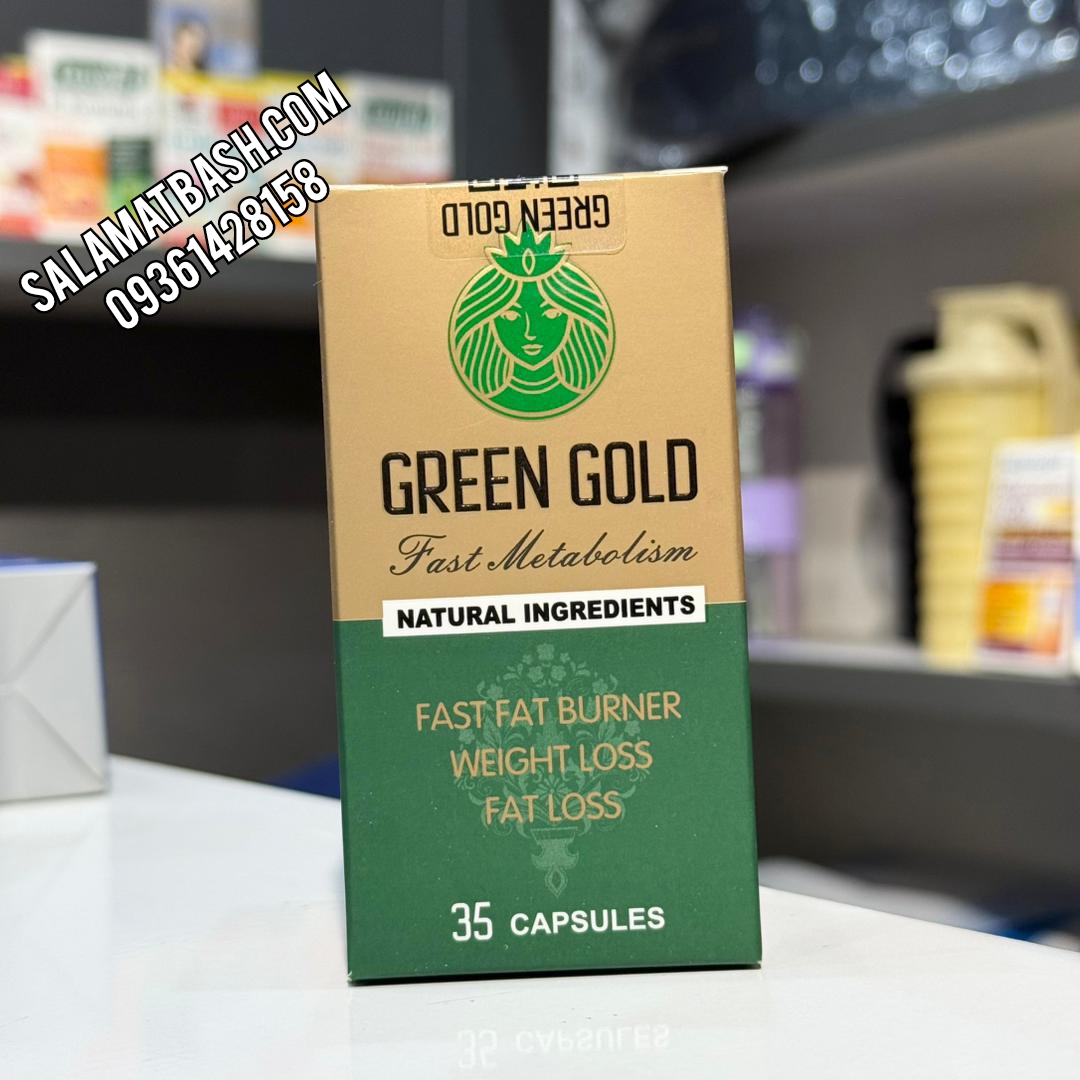 SALAMATBASH.COM
09361428158
GREEN GOLD
GREEN GOLD
Fast Metabolism
NATURAL INGREDIENTS
FAST FAT BURNER
WEIGHT LOSS
FAT LOSS
35 CAPSULES